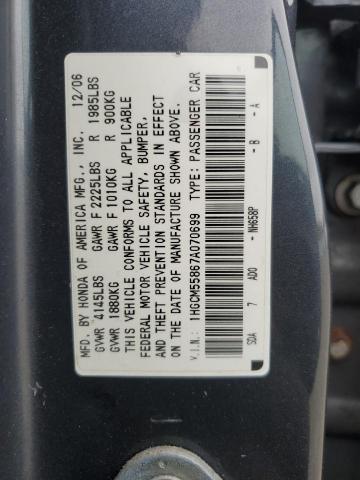 MFD. BY HONDA OF AMERICA MFG., INC. 12/06
GVWR 4145LBS GAWR F 2225LBS R 1985LBS
GVWR 1880KG GAWR F 1010KG R 900KG
THIS VEHICLE CONFORMS TO ALL APPLICABLE
FEDERAL MOTOR VEHICLE SAFETY, BUMPER,
AND THEFT PREVENTION STANDARDS IN EFFECT
ON THE DATE OF MANUFACTURE SHOWN ABOVE.
V.I.N.: 1HGCM55867A070699 TYPE: PASSENGER CAR
SDA 7 AD0 - NH658P - B - A